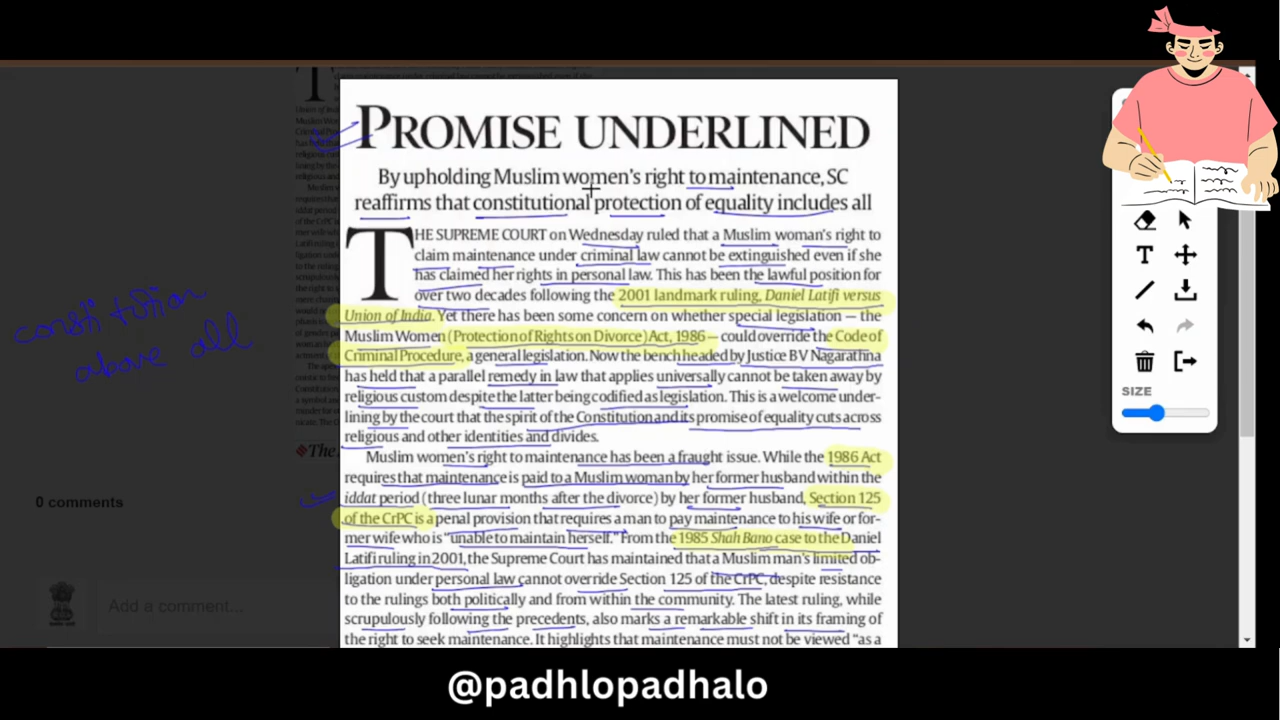 PROMISE UNDERLINED
By upholding Muslim women's right to maintenance, SC
reaffirms that constitutional protection of equality includes all
THE SUPREME COURT on Wednesday ruled that a Muslim woman's right to
claim maintenance under criminal law cannot be extinguished even if she
has claimed her rights in personal law. This has been the lawful position for
over two decades following the 2001 landmark ruling, Daniel Latifi versus
Union of India. Yet there has been some concern on whether special legislation — the
Muslim Women (Protection of Rights on Divorce) Act, 1986 — could override the Code of
Criminal Procedure, a general legislation. Now the bench headed by Justice BV Nagarathna
has held that a parallel remedy in law that applies universally cannot be taken away by
religious custom despite the latter being codified as legislation. This is a welcome under-
lining by the court that the spirit of the Constitution and its promise of equality cuts across
religious and other identities and divides.
Muslim women's right to maintenance has been a fraught issue. While the 1986 Act
requires that maintenance is paid to a Muslim woman by her former husband within the
iddat period (three lunar months after the divorce) by her former husband, Section 125
of the CrPC is a penal provision that requires a man to pay maintenance to his wife or for-
mer wife who is "unable to maintain herself." From the 1985 Shah Bano case to the Daniel
Latifi ruling in 2001, the Supreme Court has maintained that a Muslim man's limited ob-
ligation under personal law cannot override Section 125 of the CrPC, despite resistance
to the rulings both politically and from within the community. The latest ruling, while
scrupulously following the precedents, also marks a remarkable shift in its framing of
the right to seek maintenance. It highlights that maintenance must not be viewed "as a
constitution
above all
0 comments
Add a comment...
T
SIZE
@padhlopadhalo